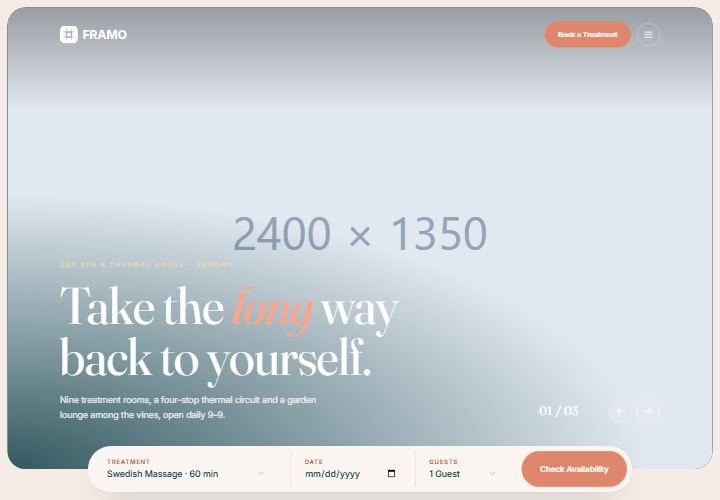 FRAMO
Book a Treatment
2400 × 1350
DAY SPA & THERMAL HOUSE · SONOMA
Take the long way
back to yourself.
Nine treatment rooms, a four-stop thermal circuit and a garden
lounge among the vines, open daily 9–9.
01 / 03
TREATMENT
Swedish Massage · 60 min
DATE
mm/dd/yyyy
GUESTS
1 Guest
Check Availability